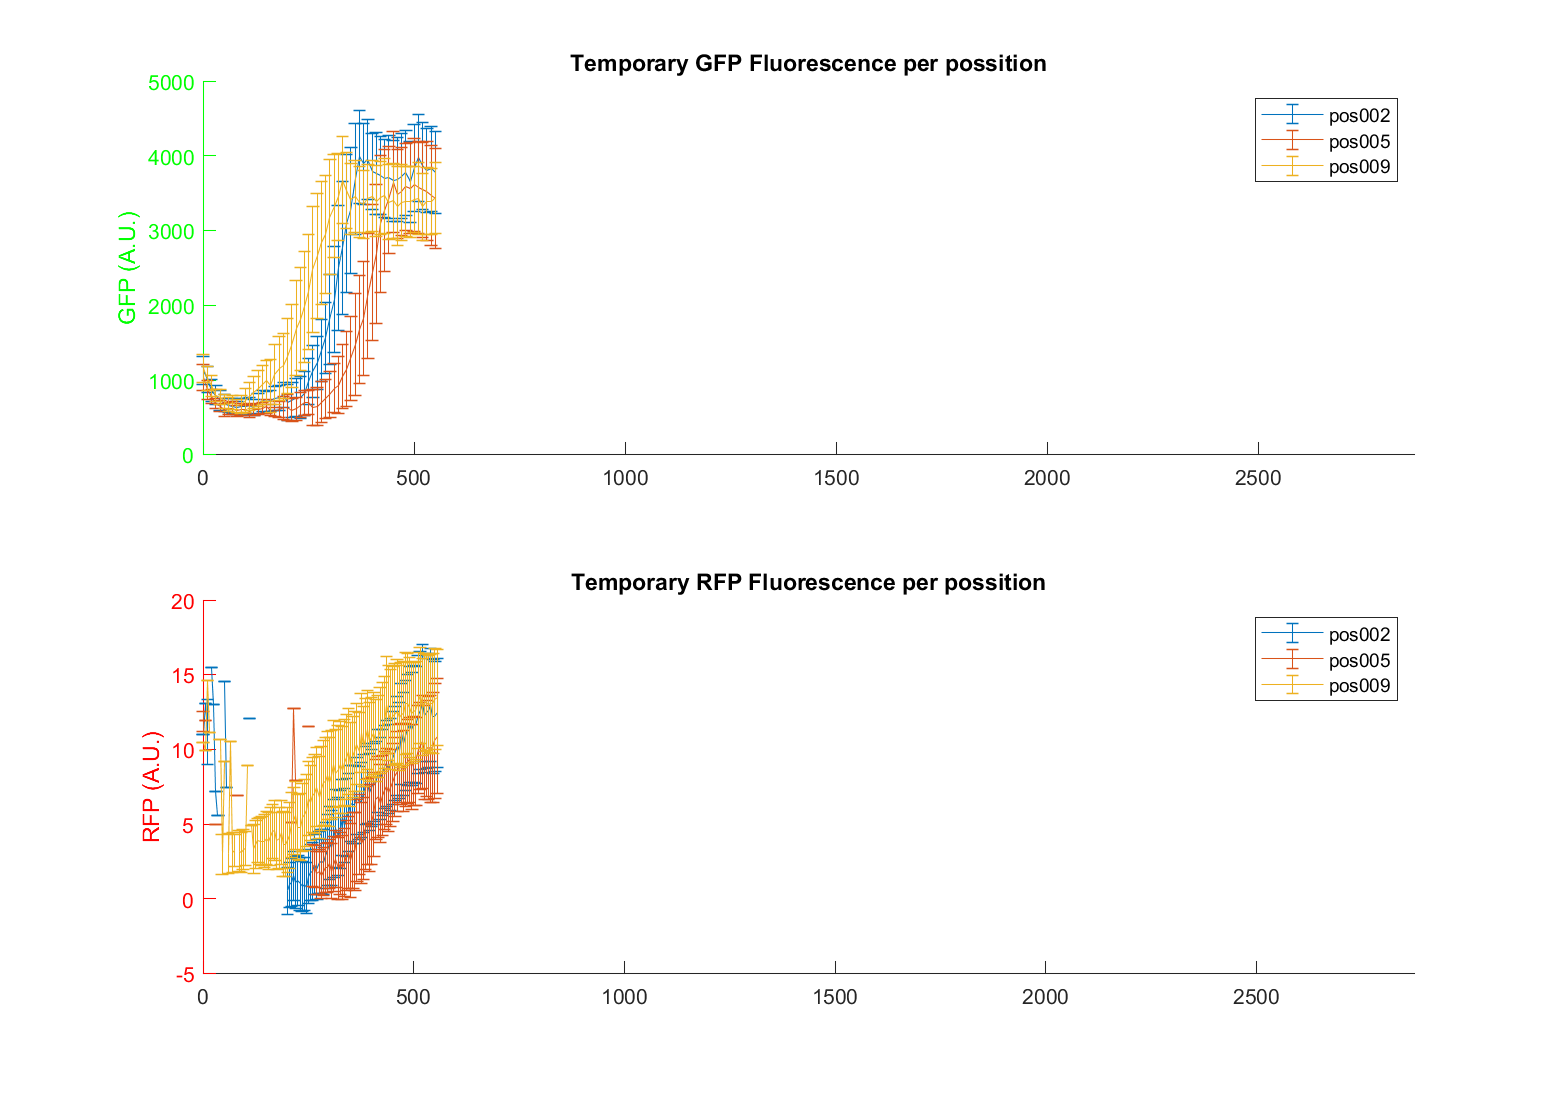 Temporary GFP Fluorescence per possition
GFP (A.U.)
5000
4000
3000
2000
1000
0
0 500 1000 1500 2000 2500
pos002
pos005
pos009
Temporary RFP Fluorescence per possition
RFP (A.U.)
20
15
10
5
0
-5
0 500 1000 1500 2000 2500
pos002
pos005
pos009